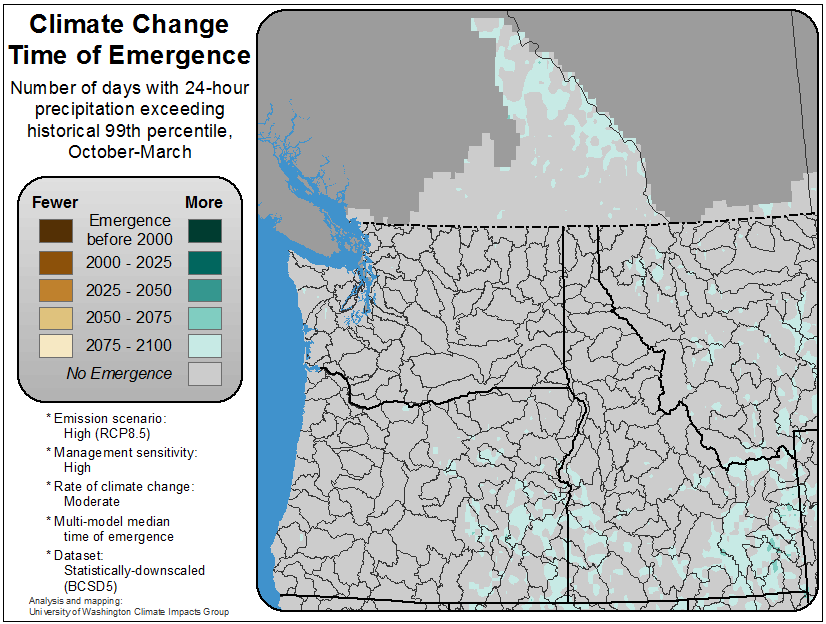 Climate Change
Time of Emergence
Number of days with 24-hour
precipitation exceeding
historical 99th percentile,
October-March
Fewer More
Emergence
before 2000
2000 - 2025
2025 - 2050
2050 - 2075
2075 - 2100
No Emergence
* Emission scenario:
High (RCP8.5)
* Management sensitivity:
High
* Rate of climate change:
Moderate
* Multi-model median
time of emergence
* Dataset:
Statistically-downscaled
(BCSD5)
Analysis and mapping:
University of Washington Climate Impacts Group